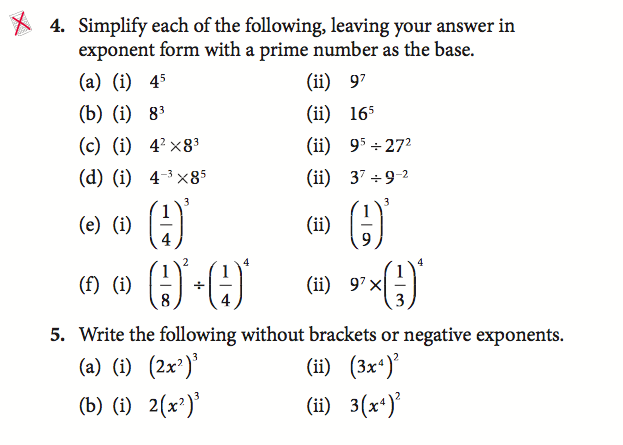 4. Simplify each of the following, leaving your answer in
exponent form with a prime number as the base.
(a) (i) 4⁵ (ii) 9⁷
(b) (i) 8³ (ii) 16⁵
(c) (i) 4² × 8³ (ii) 9⁵ ÷ 27²
(d) (i) 4⁻³ × 8⁵ (ii) 3⁷ ÷ 9⁻²
(e) (i) (1/4)³ (ii) (1/9)³
(f) (i) (1/8)² ÷ (1/4)⁴ (ii) 9⁷ × (1/3)⁴
5. Write the following without brackets or negative exponents.
(a) (i) (2x²)³ (ii) (3x⁴)²
(b) (i) 2(x²)³ (ii) 3(x⁴)²